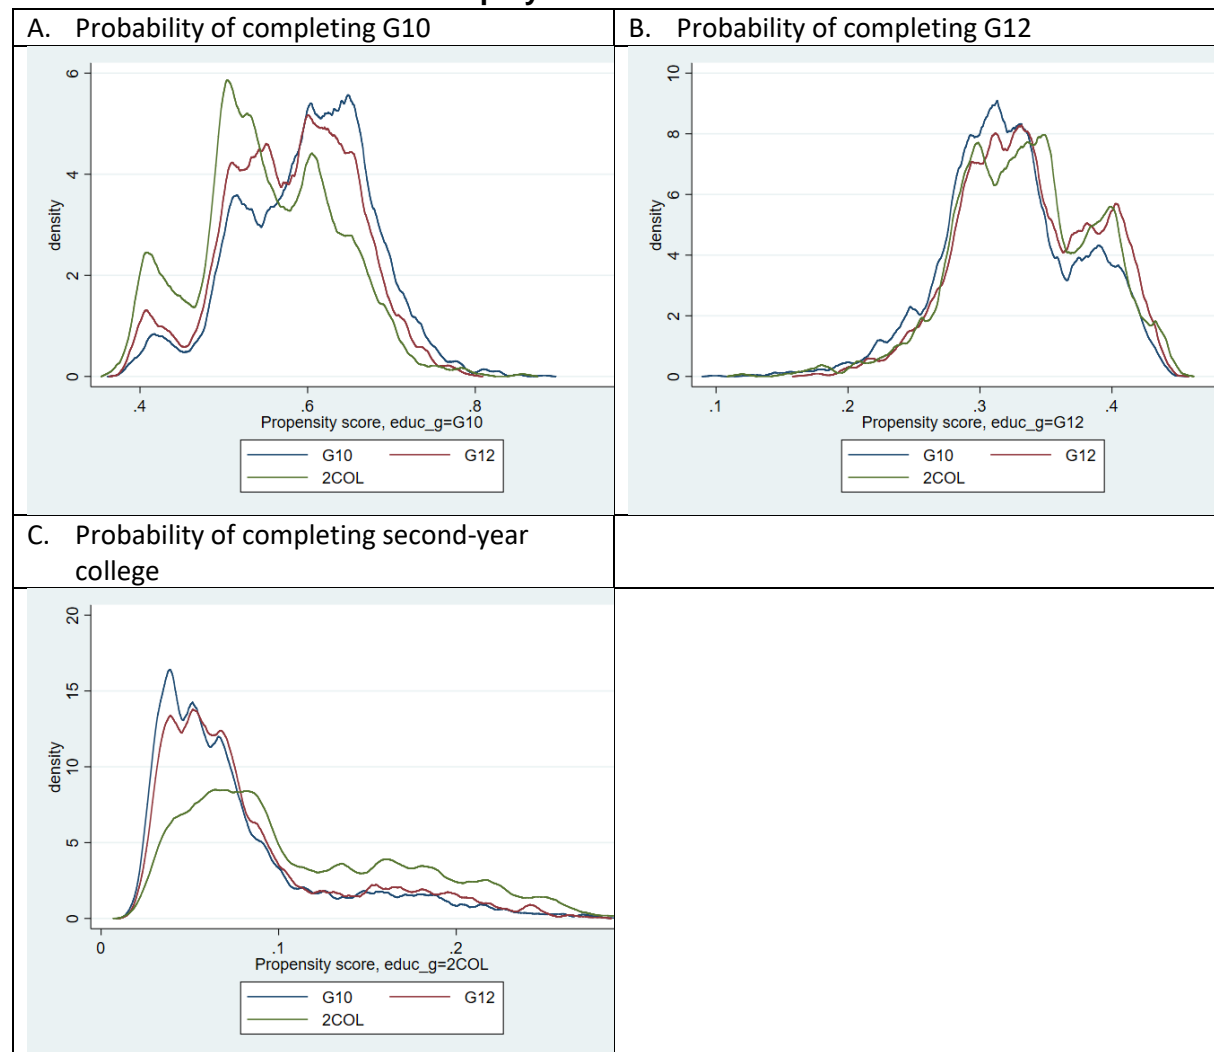 A. Probability of completing G10
B. Probability of completing G12
6
4
2
0
density
.4 .6 .8
Propensity score, educ_g=G10
G10 G12
2COL
10
8
6
4
2
0
density
.1 .2 .3 .4
Propensity score, educ_g=G12
G10 G12
2COL
C. Probability of completing second-year
college
20
15
10
5
0
density
0 .1 .2
Propensity score, educ_g=2COL
G10 G12
2COL